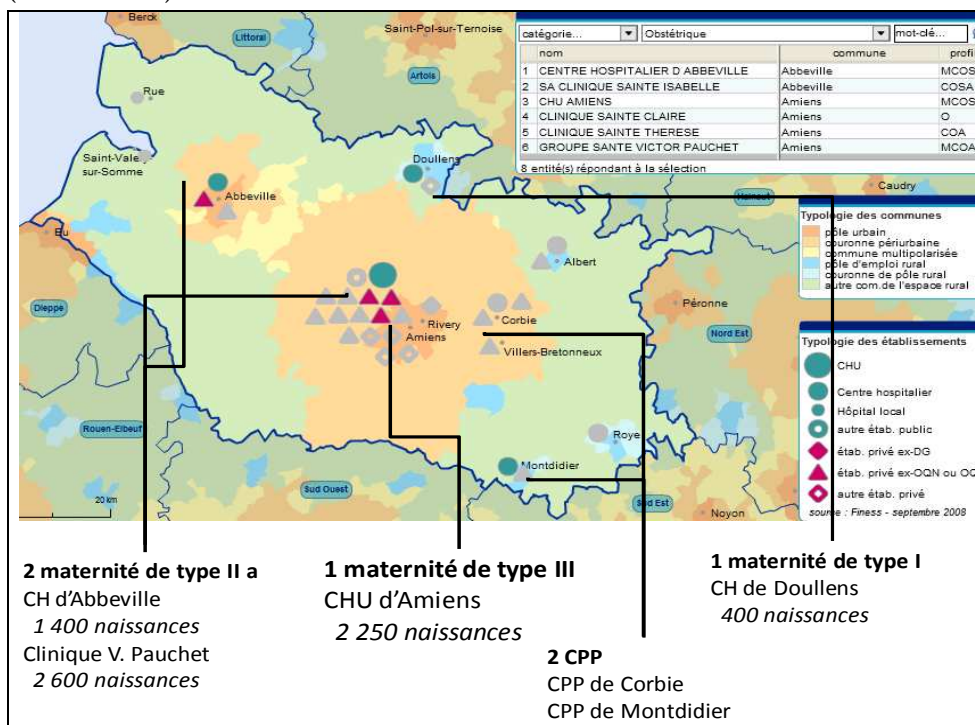 Berck
Littoral
Saint-Pol-sur-Ternoise
Artois
Rue
Saint-Vale
sur-Somme
Doullens
Abbeville
Eu
Albert
Dieppe
Rivery
Amiens
Corbie
Villers-Bretonneux
Péronne
Nord Est
Hainaut
Caudry
Rouen-Elbeuf
Roye
Montdidier
20 km
Sud Ouest
Sud Est
Noyon
catégorie... Obstétrique mot-clé...
nom commune profil
1 CENTRE HOSPITALIER D ABBEVILLE Abbeville MCOS
2 SA CLINIQUE SAINTE ISABELLE Abbeville COSA
3 CHU AMIENS Amiens MCOS
4 CLINIQUE SAINTE CLAIRE Amiens O
5 CLINIQUE SAINTE THERESE Amiens COA
6 GROUPE SANTE VICTOR PAUCHET Amiens MCOA
8 entité(s) répondant à la sélection
Typologie des communes
pôle urbain
couronne périurbaine
commune multipolarisée
pôle d'emploi rural
couronne de pôle rural
autre com.de l'espace rural
Typologie des établissements
CHU
Centre hospitalier
Hôpital local
autre étab. public
étab. privé ex-DG
étab. privé ex-OQN ou OQ
autre étab. privé
source : Finess - septembre 2008
2 maternité de type II a
CH d'Abbeville
1 400 naissances
Clinique V. Pauchet
2 600 naissances
1 maternité de type III
CHU d'Amiens
2 250 naissances
2 CPP
CPP de Corbie
CPP de Montdidier
1 maternité de type I
CH de Doullens
400 naissances